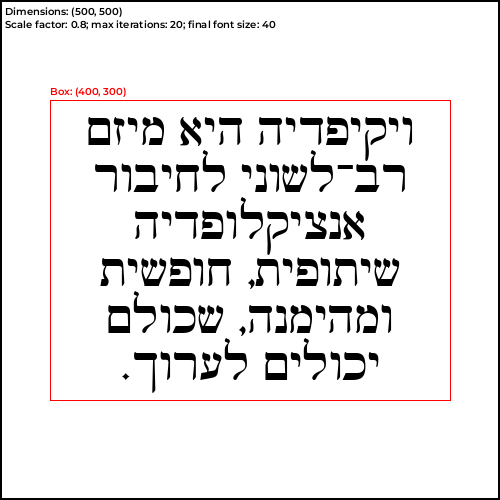 Dimensions: (500, 500)
Scale factor: 0.8; max iterations: 20; final font size: 40
Box: (400, 300)
ויקיפדיה היא מיזם
רב־לשוני לחיבור
אנציקלופדיה
שיתופית, חופשית
ומהימנה, שכולם
יכולים לערוך.